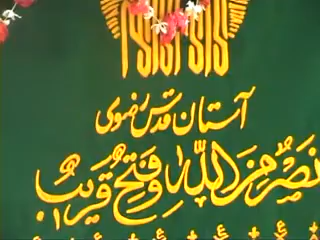 آستان قدس رضوی
نصر من الله و فتح قریب